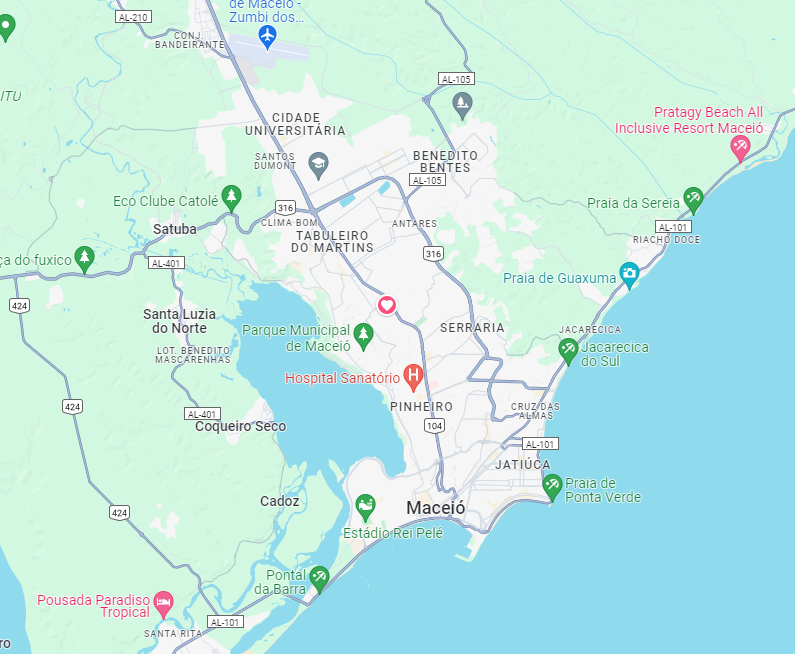 de Maceió -
Zumbi dos...
AL-210
CONJ.
BANDEIRANTE
AL-105
ITU
CIDADE
UNIVERSITÁRIA
Pratagy Beach All
Inclusive Resort Maceió
SANTOS
DUMONT
BENEDITO
BENTES
AL-105
Eco Clube Catolé
316
Praia da Sereia
CLIMA BOM
ANTARES
AL-101
RIACHO DOCE
Satuba
TABULEIRO
DO MARTINS
316
ça do fuxico
AL-401
Praia de Guaxuma
424
Santa Luzia
do Norte
Parque Municipal
de Maceió
SERRARIA
JACARECICA
Jacarecica
do Sul
LOT. BENEDITO
MASCARENHAS
Hospital Sanatório
H
PINHEIRO
CRUZ DAS
ALMAS
424
AL-401
Coqueiro Seco
104
AL-101
JATIÚCA
Praia de
Ponta Verde
Cadoz
Maceió
424
Estádio Rei Pelé
Pontal
da Barra
Pousada Paradiso
Tropical
AL-101
SANTA RITA
ro